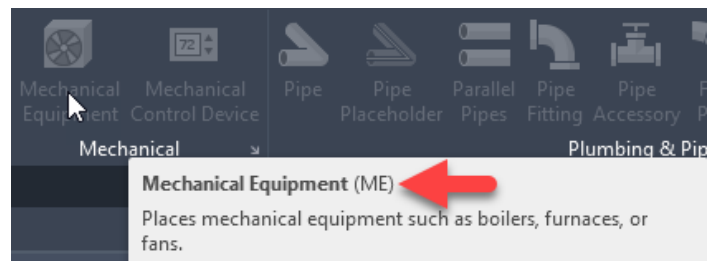 72
Mechanical Equipment
Mechanical Control Device
Pipe
Pipe Placeholder
Parallel Pipes
Pipe Fitting
Pipe Accessory
Mechanical
Plumbing & Pip
Mechanical Equipment (ME)
Places mechanical equipment such as boilers, furnaces, or
fans.